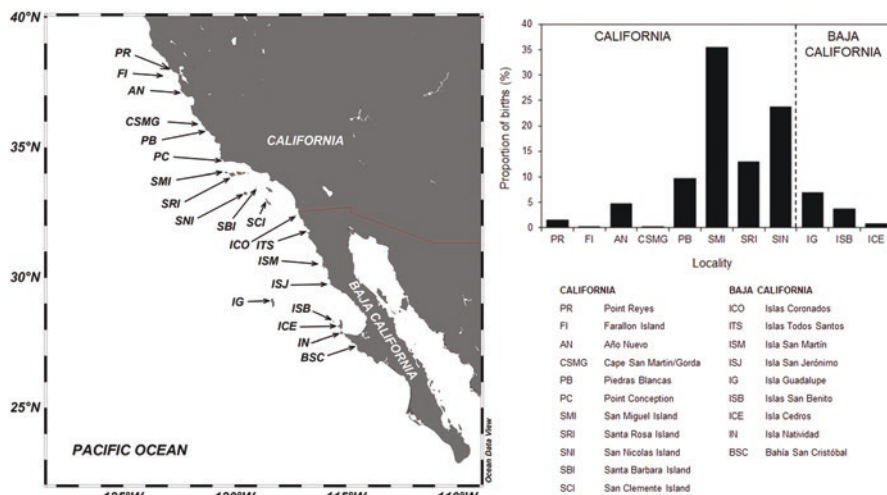 40°N
35°N
30°N
25°N
PR
FI
AN
CSMG
PB
PC
SMI
SRI
SNI
SBI
SCI
ICO
ITS
ISM
ISJ
IG
ISB
ICE
IN
BSC
CALIFORNIA
BAJA CALIFORNIA
PACIFIC OCEAN
Ocean Data View
125°W 120°W 115°W 110°W
CALIFORNIA
BAJA
CALIFORNIA
Proportion of births (%)
40
35
30
25
20
15
10
5
0
PR FI AN CSMG PB SMI SRI SIN IG ISB ICE
Locality
CALIFORNIA BAJA CALIFORNIA
PR Point Reyes ICO Islas Coronados
FI Farallon Island ITS Islas Todos Santos
AN Año Nuevo ISM Isla San Martín
CSMG Cape San Martin/Gorda ISJ Isla San Jerónimo
PB Piedras Blancas IG Isla Guadalupe
PC Point Conception ISB Islas San Benito
SMI San Miguel Island ICE Isla Cedros
SRI Santa Rosa Island IN Isla Natividad
SNI San Nicolas Island BSC Bahía San Cristóbal
SBI Santa Barbara Island
SCI San Clemente Island